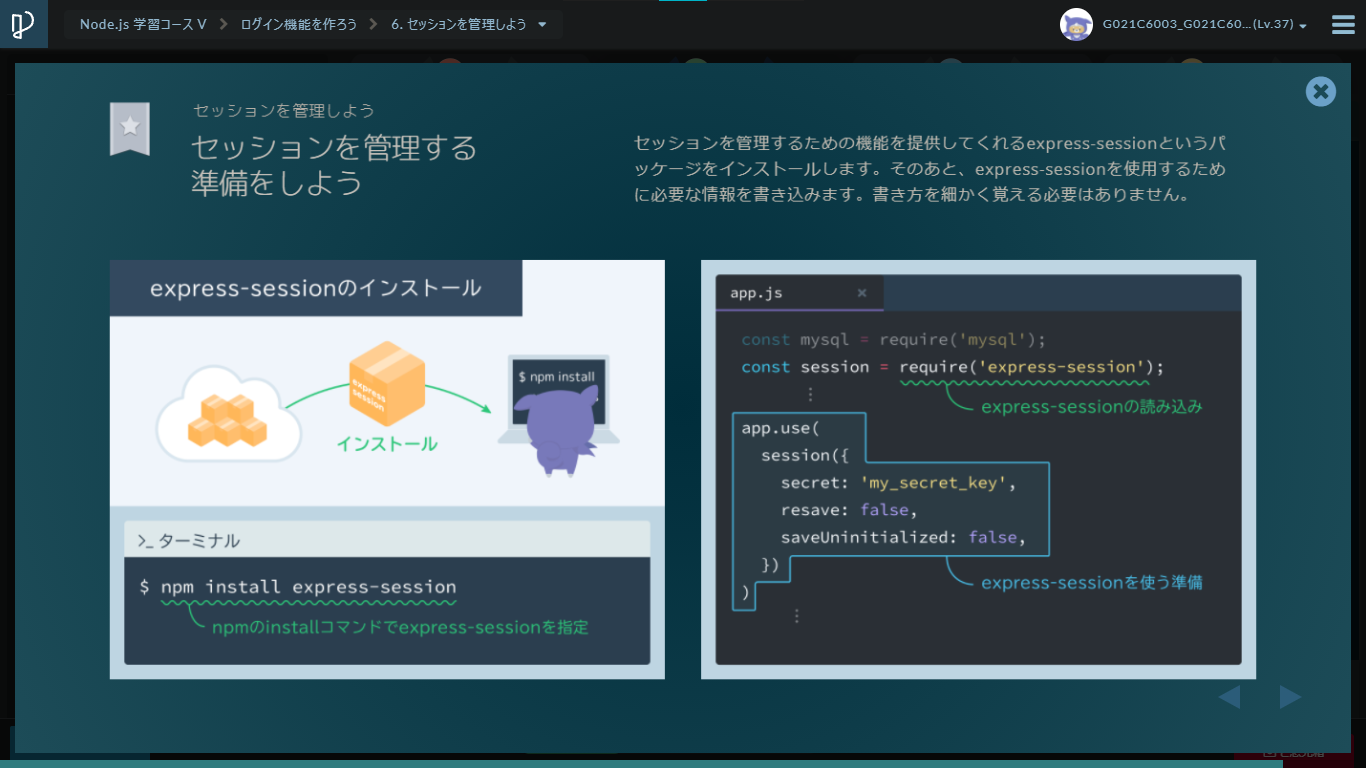 Node.js 学習コース V
ログイン機能を作ろう
6. セッションを管理しよう
G021C6003_G021C60...(Lv.37)
セッションを管理しよう
セッションを管理する
準備をしよう
セッションを管理するための機能を提供してくれるexpress-sessionというパ
ッケージをインストールします。そのあと、express-sessionを使用するため
に必要な情報を書き込みます。書き方を細かく覚える必要はありません。
express-sessionのインストール
express
session
$ npm install
インストール
>_ ターミナル
$ npm install express-session
npmのinstallコマンドでexpress-sessionを指定
app.js ×
const mysql = require('mysql');
const session = require('express-session');
express-sessionの読み込み
app.use(
session({
secret: 'my_secret_key',
resave: false,
saveUninitialized: false,
})
)
express-sessionを使う準備